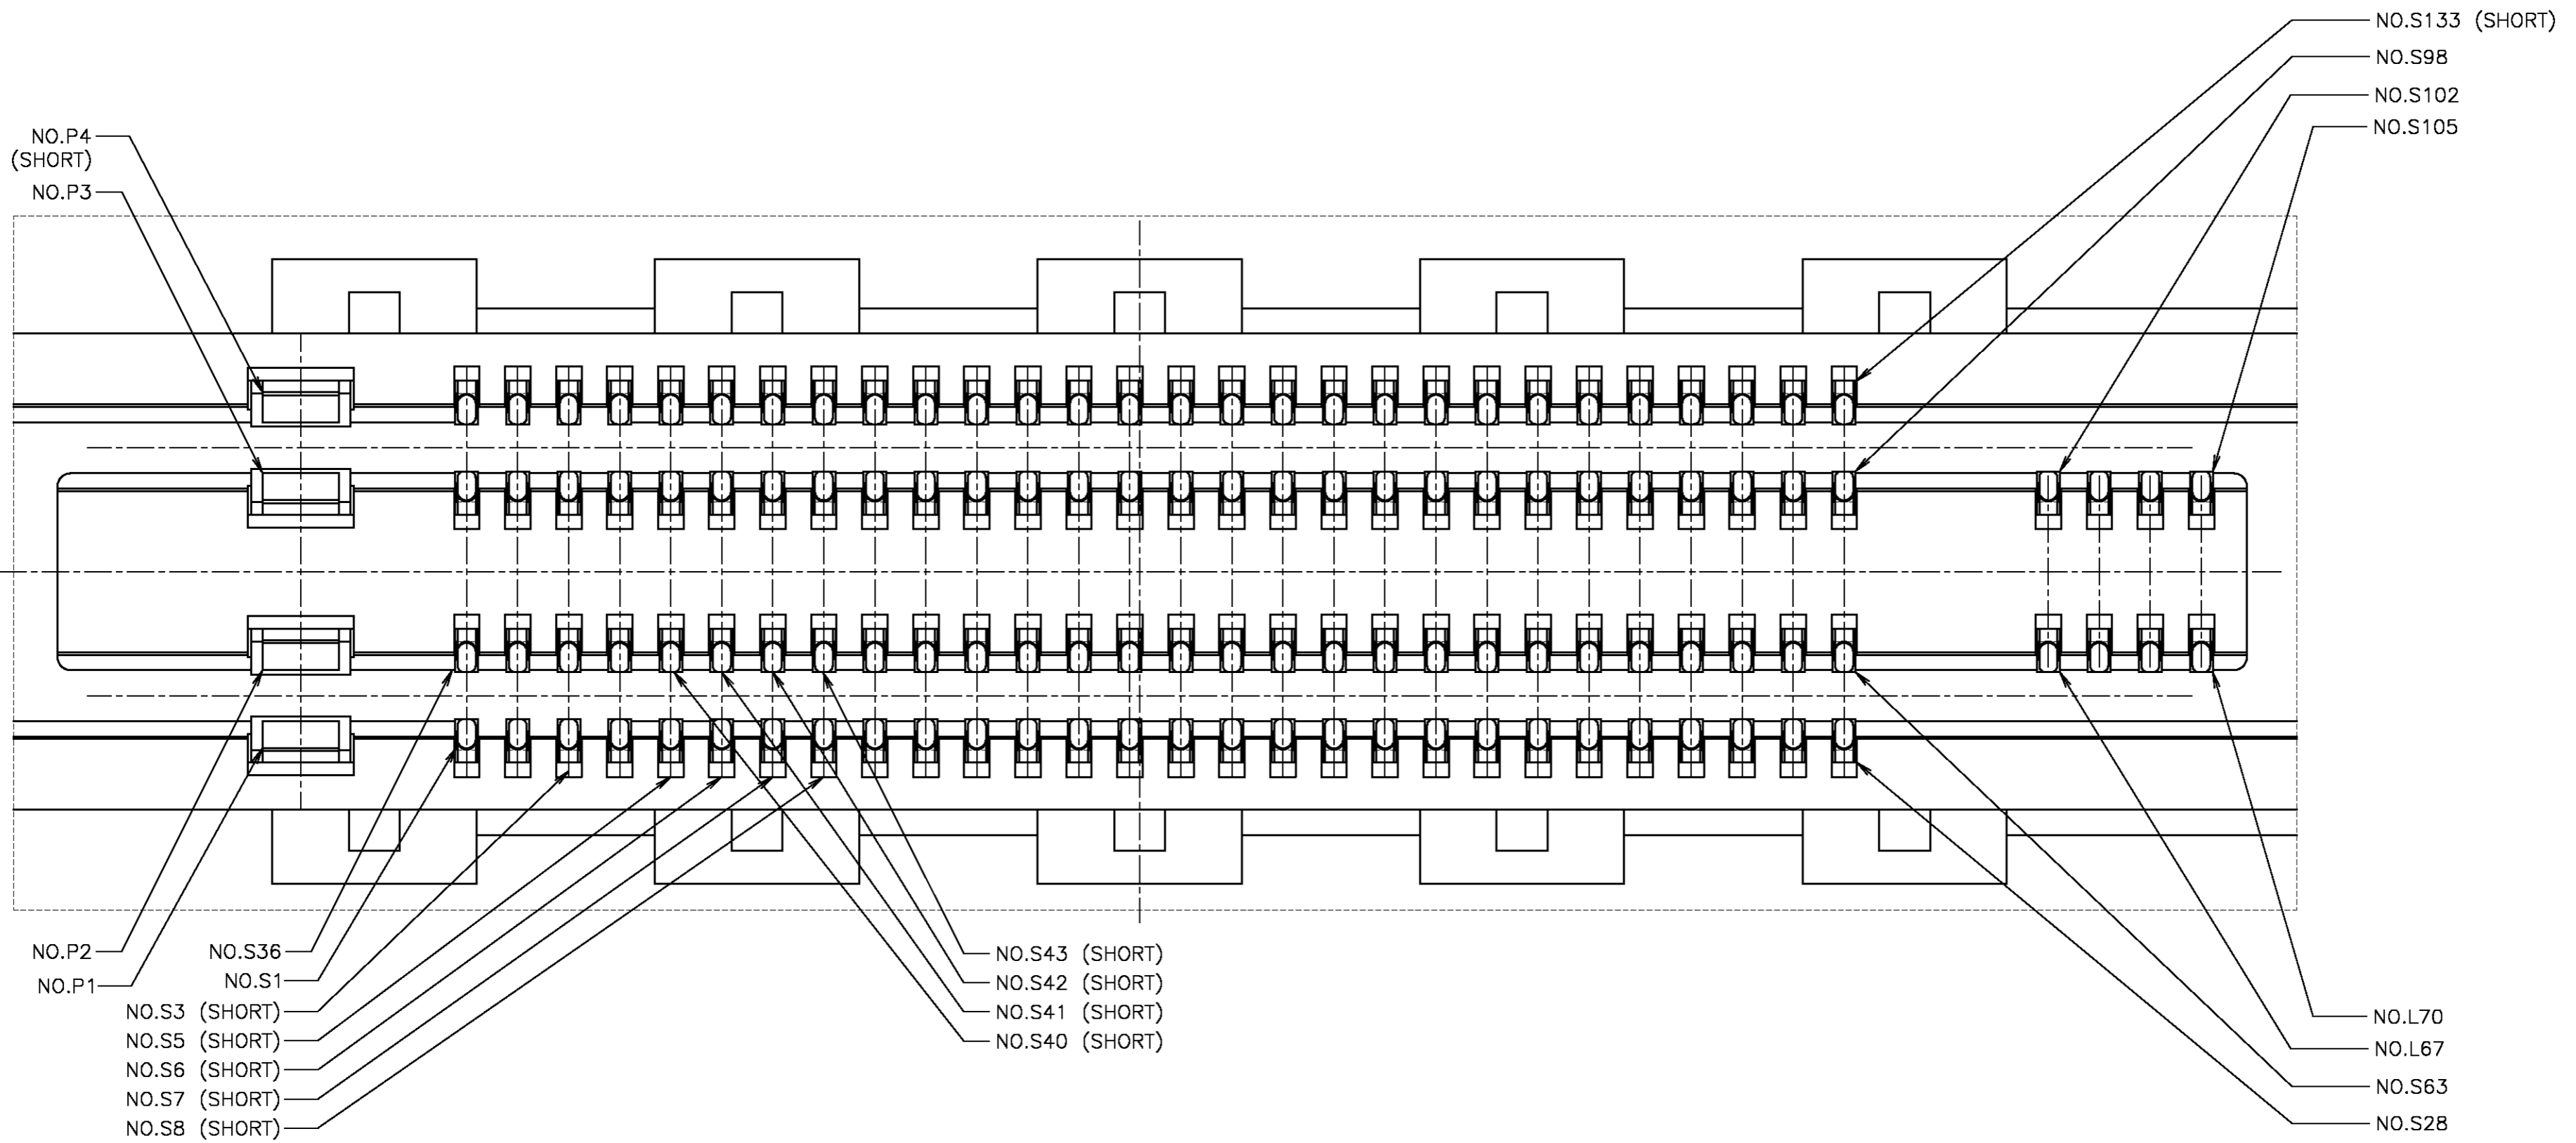 NO.S133 (SHORT)
NO.S98
NO.S102
NO.S105
NO.P4
(SHORT)
NO.P3
NO.P2
NO.P1
NO.S36
NO.S1
NO.S3 (SHORT)
NO.S5 (SHORT)
NO.S6 (SHORT)
NO.S7 (SHORT)
NO.S8 (SHORT)
NO.S43 (SHORT)
NO.S42 (SHORT)
NO.S41 (SHORT)
NO.S40 (SHORT)
NO.L70
NO.L67
NO.S63
NO.S28